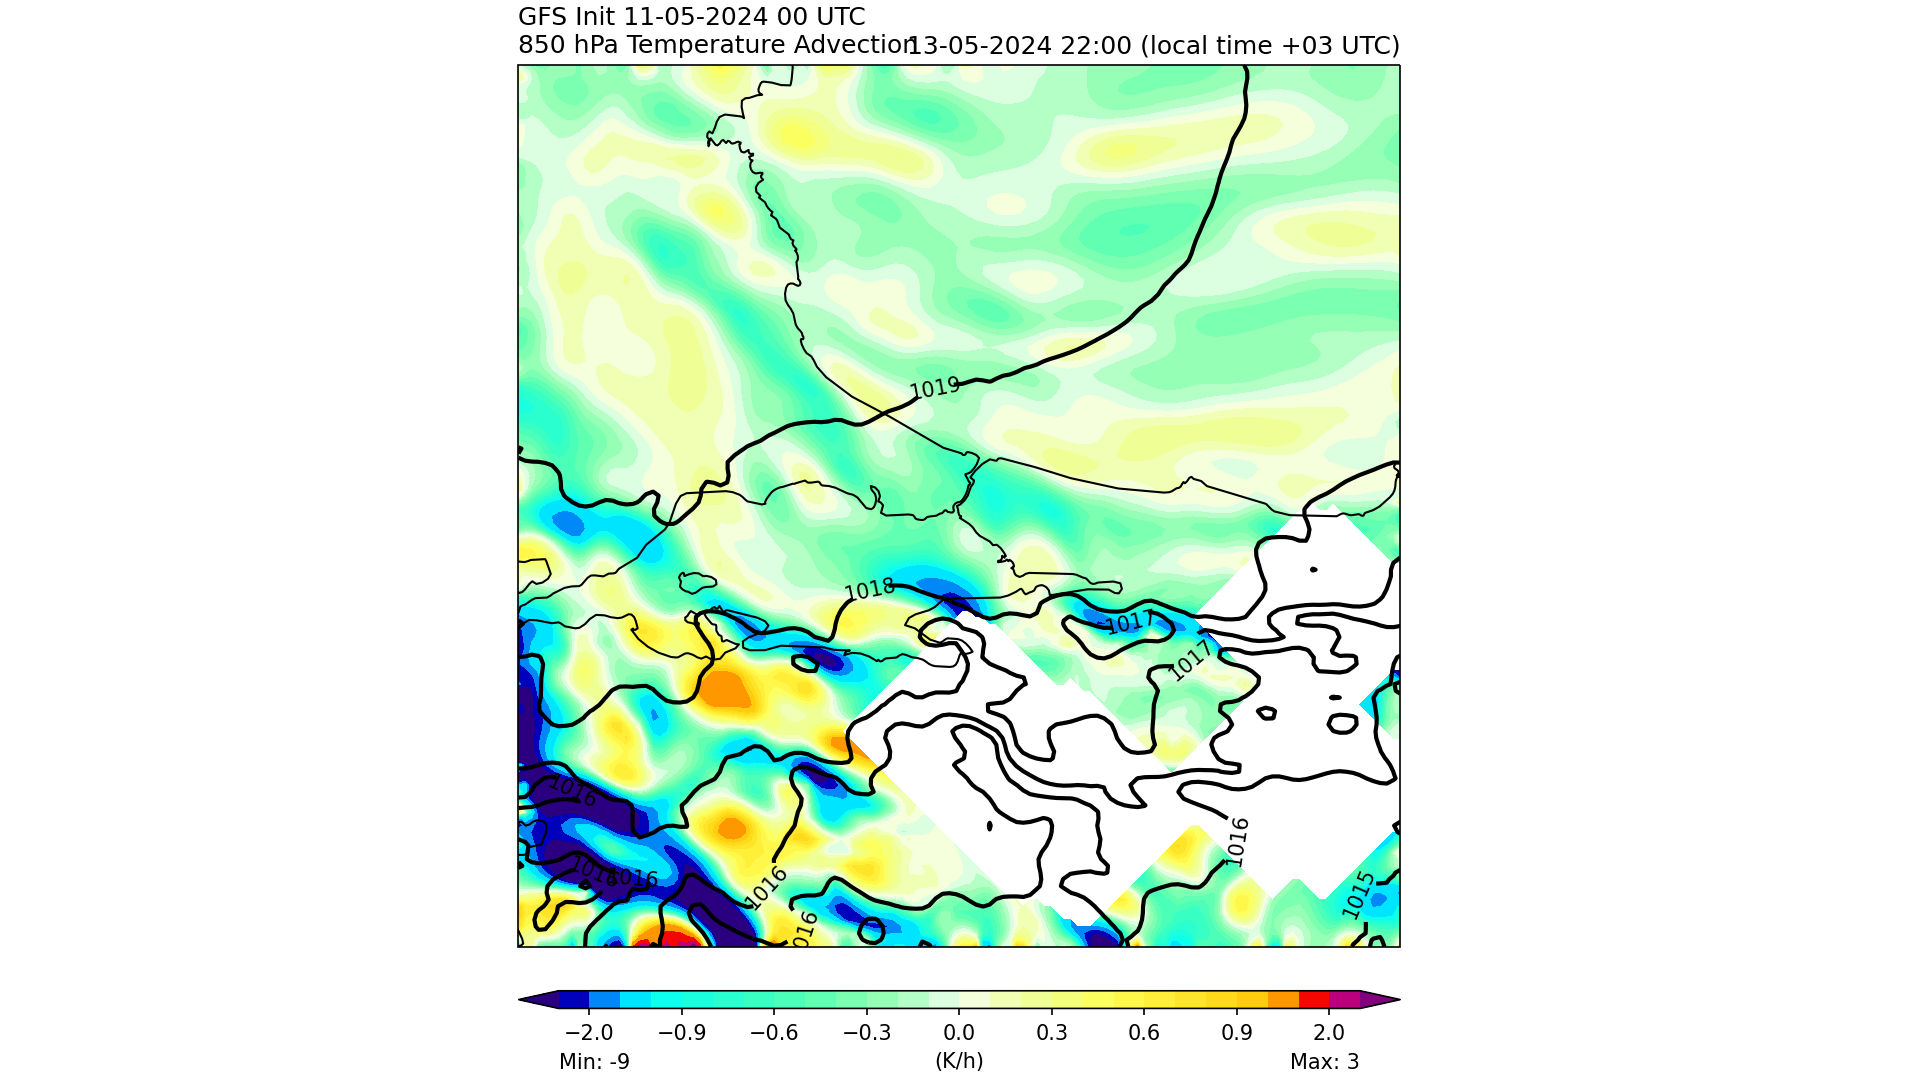 GFS Init 11-05-2024 00 UTC
850 hPa Temperature Advection
13-05-2024 22:00 (local time +03 UTC)
1019
1018
1017
1017
1016
1016
1016
1016
1016
1015
016
−2.0 −0.9 −0.6 −0.3 0.0 0.3 0.6 0.9 2.0
Min: -9 (K/h) Max: 3